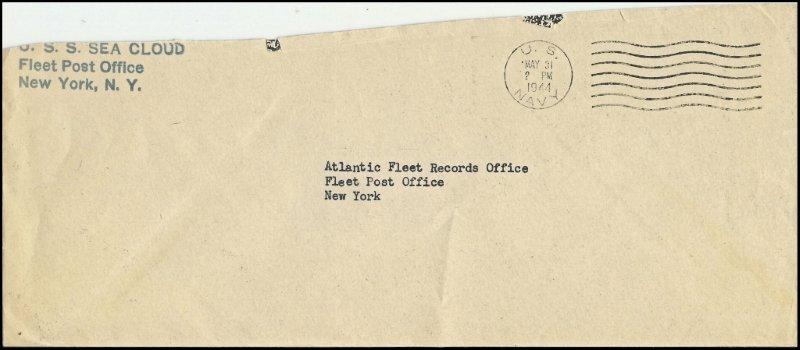 U. S. S. SEA CLOUD
Fleet Post Office
New York, N. Y.
U. S.
MAY 31
2 PM
1944
NAVY
Atlantic Fleet Records Office
Fleet Post Office
New York